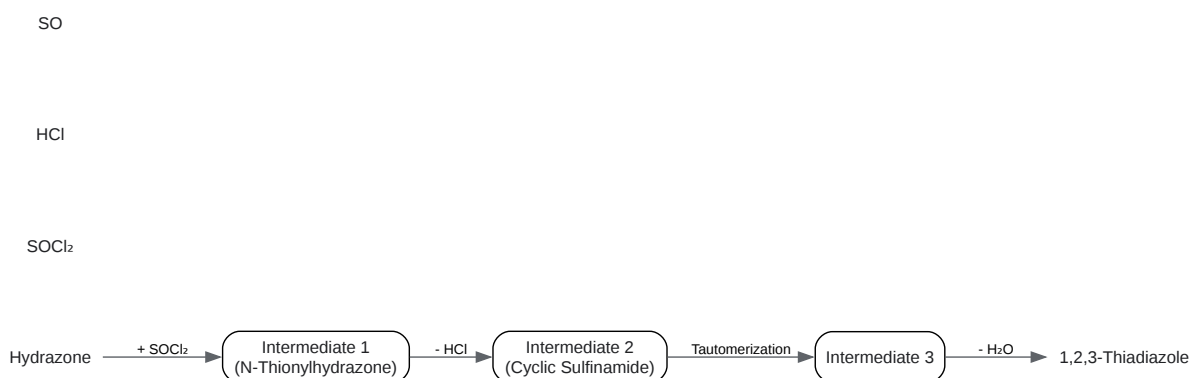 SO
HCl
SOCl₂
Hydrazone
+ SOCl₂
Intermediate 1
(N-Thionylhydrazone)
- HCl
Intermediate 2
(Cyclic Sulfinamide)
Tautomerization
Intermediate 3
- H₂O
1,2,3-Thiadiazole